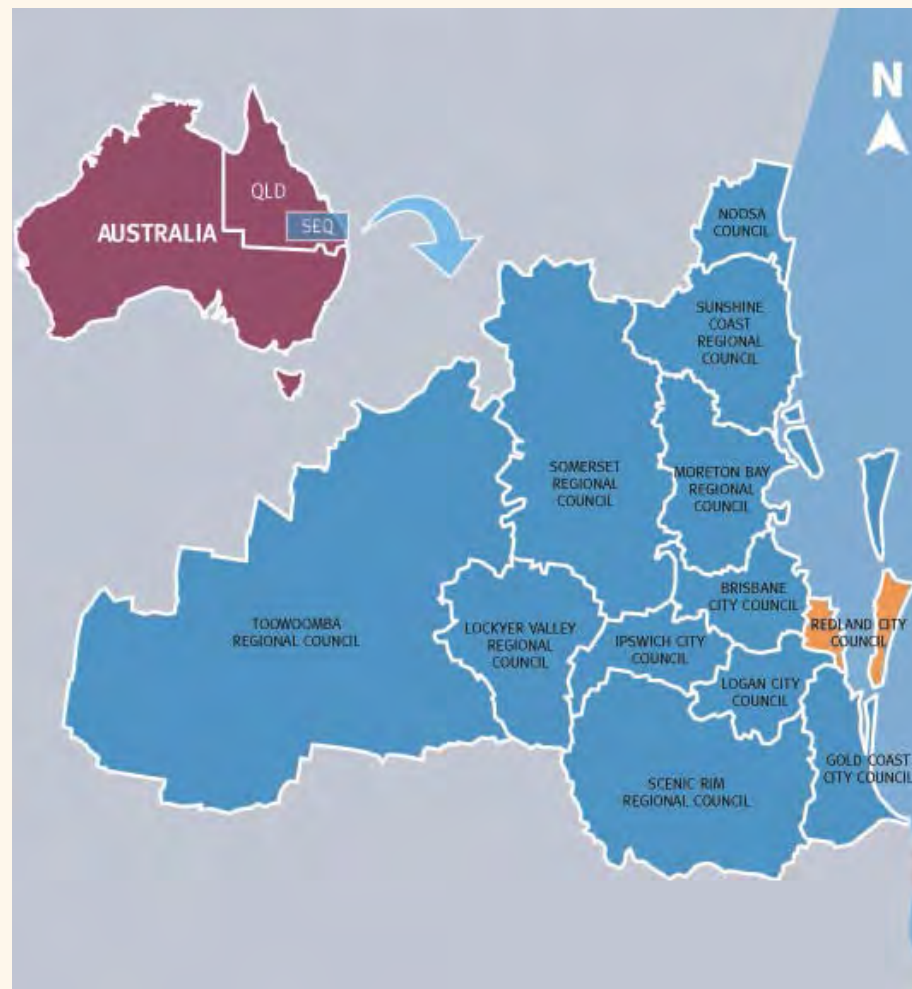 N
QLD
SEQ
AUSTRALIA
NOOSA
COUNCIL
SUNSHINE
COAST
REGIONAL
COUNCIL
SOMERSET
REGIONAL
COUNCIL
MORETON BAY
REGIONAL
COUNCIL
BRISBANE
CITY COUNCIL
REDLAND CITY
COUNCIL
TOOWOOMBA
REGIONAL COUNCIL
LOCKYER VALLEY
REGIONAL
COUNCIL
IPSWICH CITY
COUNCIL
LOGAN CITY
COUNCIL
GOLD COAST
CITY COUNCIL
SCENIC RIM
REGIONAL COUNCIL